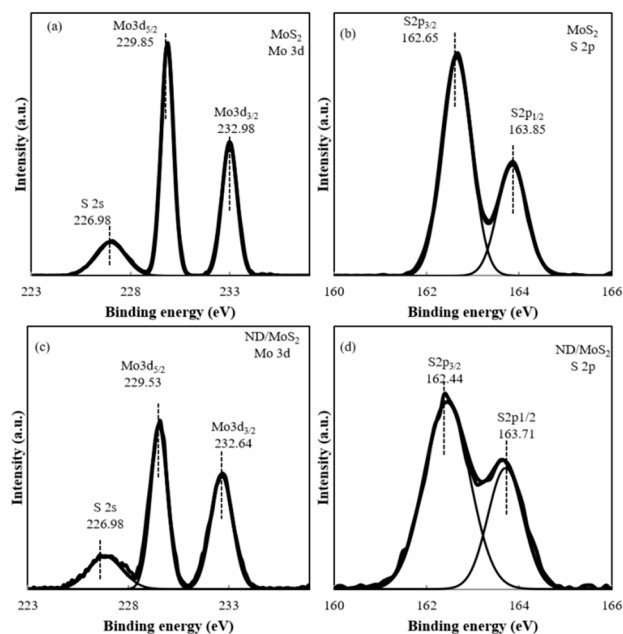 (a)
Mo3d5/2
229.85
MoS2
Mo 3d
Mo3d3/2
232.98
S 2s
226.98
Intensity (a.u.)
223 228 233
Binding energy (eV)
(b)
S2p3/2
162.65
MoS2
S 2p
S2p1/2
163.85
Intensity (a.u.)
160 162 164 166
Binding energy (eV)
(c)
Mo3d5/2
229.53
ND/MoS2
Mo 3d
Mo3d3/2
232.64
S 2s
226.98
Intensity (a.u.)
223 228 233
Binding energy (eV)
(d)
S2p3/2
162.44
ND/MoS2
S 2p
S2p1/2
163.71
Intensity (a.u.)
160 162 164 166
Binding energy (eV)